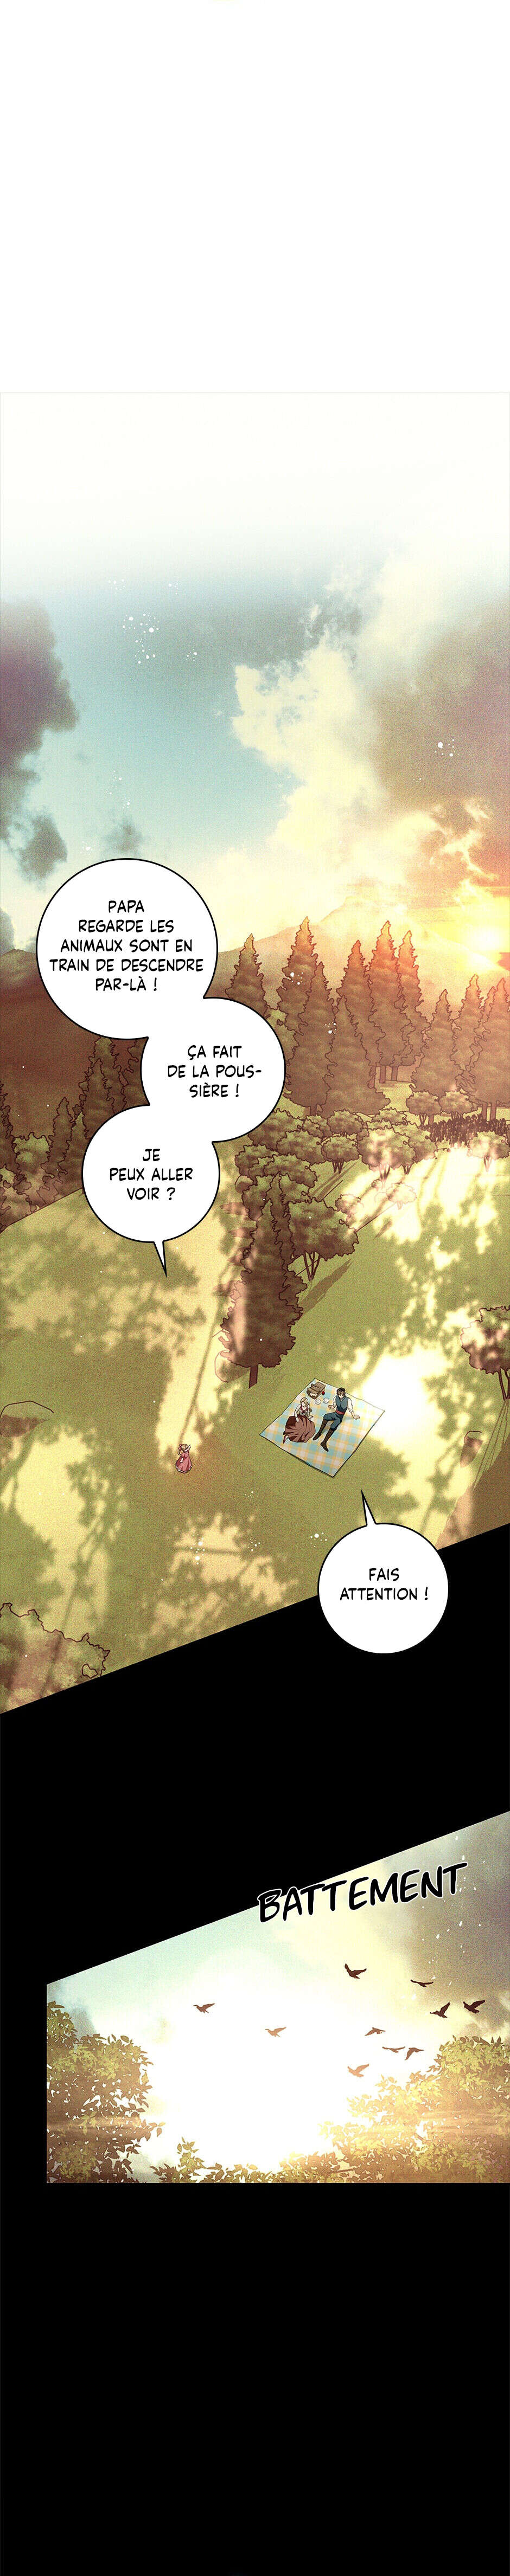 PAPA
REGARDE LES
ANIMAUX SONT EN
TRAIN DE DESCENDRE
PAR-LÀ !
ÇA FAIT
DE LA POUS-
SIÈRE !
JE
PEUX ALLER
VOIR ?
FAIS
ATTENTION !
BATTEMENT